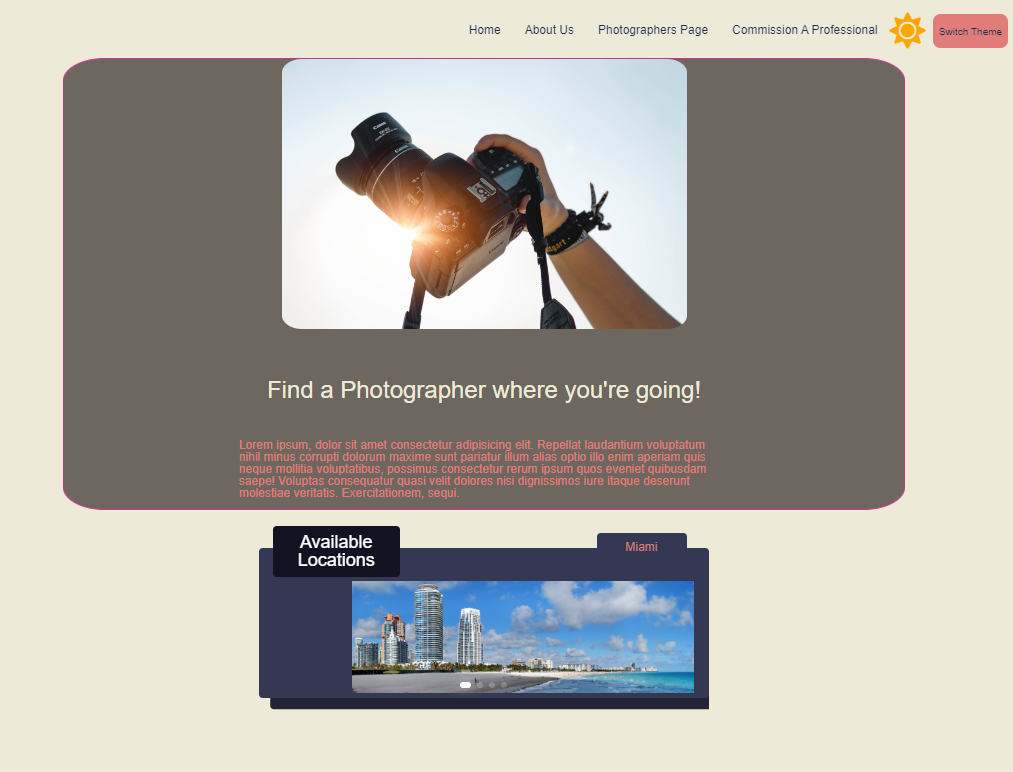 Home About Us Photographers Page Commission A Professional Switch Theme
Canon
Canon
Find a Photographer where you're going!
Lorem ipsum, dolor sit amet consectetur adipisicing elit. Repellat laudantium voluptatum
nihil minus corrupti dolorum maxime sunt pariatur illum alias optio illo enim aperiam quis
neque mollitia voluptatibus, possimus consectetur rerum ipsum quos eveniet quibusdam
saepe! Voluptas consequatur quasi velit dolores nisi dignissimos iure itaque deserunt
molestiae veritatis. Exercitationem, sequi.
Available
Locations
Miami